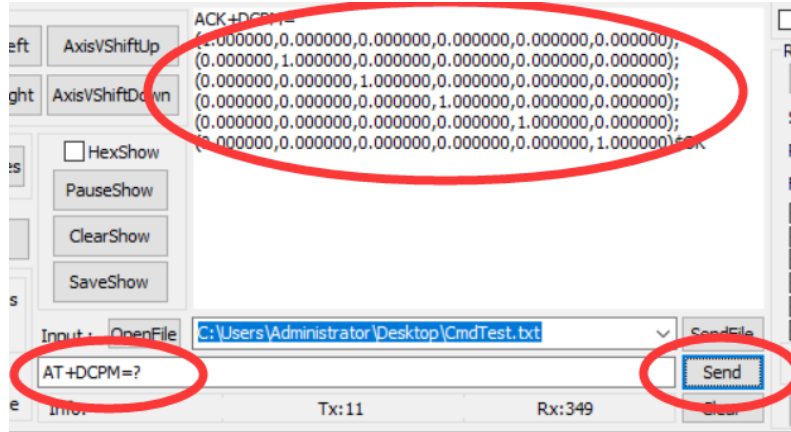 ACK+DCPM=
(1.000000,0.000000,0.000000,0.000000,0.000000,0.000000);
(0.000000,1.000000,0.000000,0.000000,0.000000,0.000000);
(0.000000,0.000000,1.000000,0.000000,0.000000,0.000000);
(0.000000,0.000000,0.000000,1.000000,0.000000,0.000000);
(0.000000,0.000000,0.000000,0.000000,1.000000,0.000000);
(0.000000,0.000000,0.000000,0.000000,0.000000,1.000000)$OK
eft AxisVShiftUp
ght AxisVShiftDown
HexShow
es
PauseShow
ClearShow
SaveShow
s
Input : OpenFile C:\Users\Administrator\Desktop\CmdTest.txt SendFile
AT+DCPM=? Send
e Info: Tx:11 Rx:349 Clear